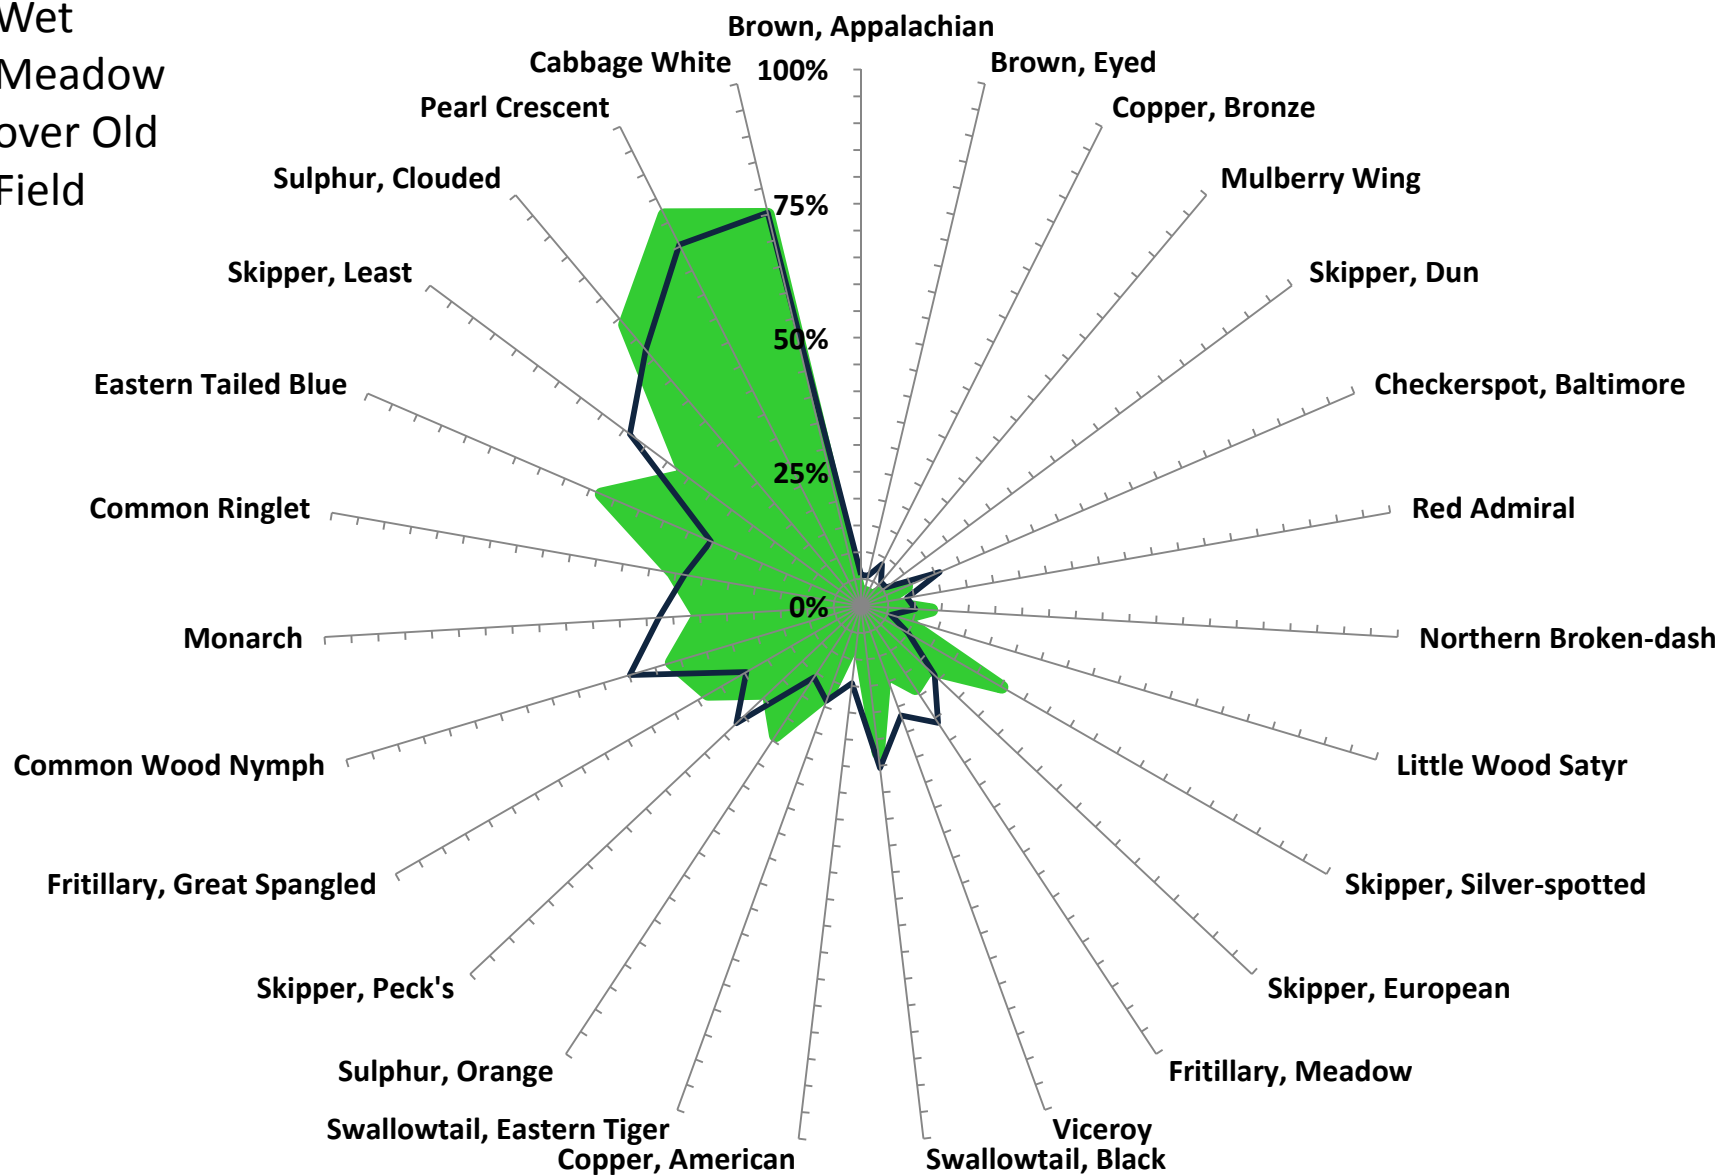 Wet
Meadow
over Old
Field
Brown, Appalachian
Brown, Eyed
Copper, Bronze
Mulberry Wing
Skipper, Dun
Checkerspot, Baltimore
Red Admiral
Northern Broken-dash
Little Wood Satyr
Skipper, Silver-spotted
Skipper, European
Fritillary, Meadow
Viceroy
Swallowtail, Black
Copper, American
Swallowtail, Eastern Tiger
Sulphur, Orange
Skipper, Peck's
Fritillary, Great Spangled
Common Wood Nymph
Monarch
Common Ringlet
Eastern Tailed Blue
Skipper, Least
Sulphur, Clouded
Pearl Crescent
Cabbage White
100%
75%
50%
25%
0%